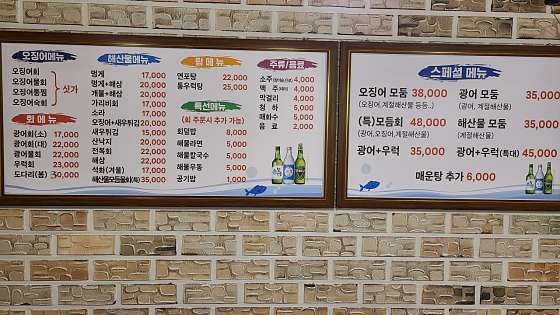 오징어메뉴
오징어회
오징어물회
오징어통찜
오징어숙회
싯가
회 메뉴
광어회(소) 17,000
광어회(대) 22,000
광어물회 22,000
우럭회 23,000
도다리(봄) 30,000
해산물메뉴
멍게 17,000
멍게+해삼 20,000
개불+해삼 20,000
가리비회 17,000
소라 17,000
오징어+새우튀김 20,000
새우튀김 15,000
산낙지 20,000
전복회 22,000
해삼 22,000
석화(겨울) 17,000
해산물모둠물회(특) 35,000
탕 메뉴
연포탕 22,000
통우럭탕 25,000
특선메뉴
(회 주문시 추가 가능)
회덮밥 8,000
해물라면 5,000
해물칼국수 5,000
해물우동 5,000
공기밥 1,000
주류/음료
소주 4,000
맥 주 4,000
막걸리 4,000
청 하 5,000
매화수 5,000
음 료 2,000
스페셜 메뉴
오징어 모둠 38,000
(오징어,계절해산물 등등..)
(특)모듬회 48,000
(광어,오징어,계절해산물)
광어+우럭 35,000
광어 모둠 35,000
(광어, 계절해산물)
해산물 모둠 35,000
(계절해산물)
광어+우럭(특대) 45,000
매운탕 추가 6,000